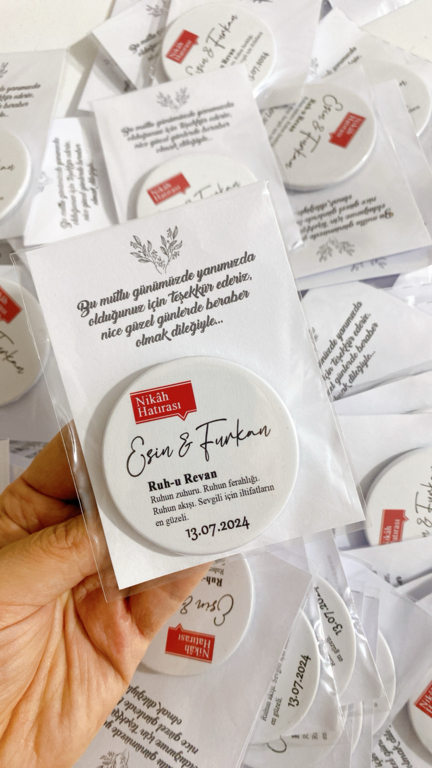 Bu mutlu günümüzde yanımızda
olduğunuz için teşekkür ederiz,
nice güzel günlerde beraber
olmak dileğiyle...
Nikâh
Hatırası
Esin & Furkan
Ruh-u Revan
Ruhun zuhuru. Ruhun ferahlığı.
Ruhun akışı. Sevgili için iltifatların
en güzeli.
13.07.2024